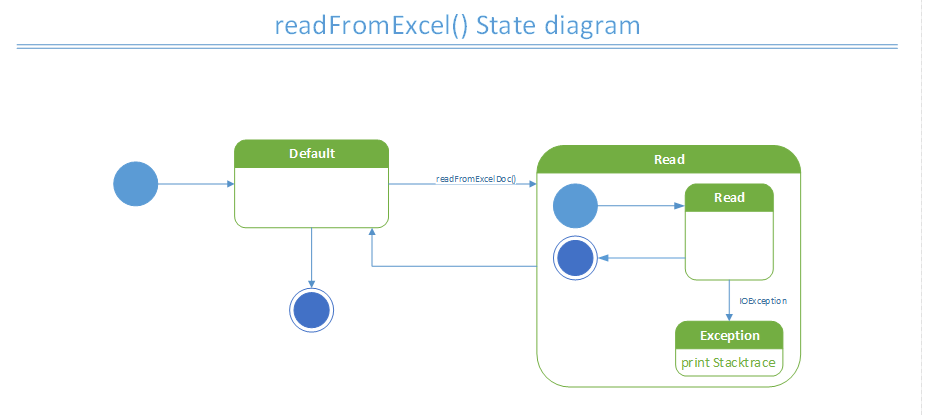 readFromExcel() State diagram
Default
Read
readFromExcelDoc()
Read
IOException
Exception
print Stacktrace